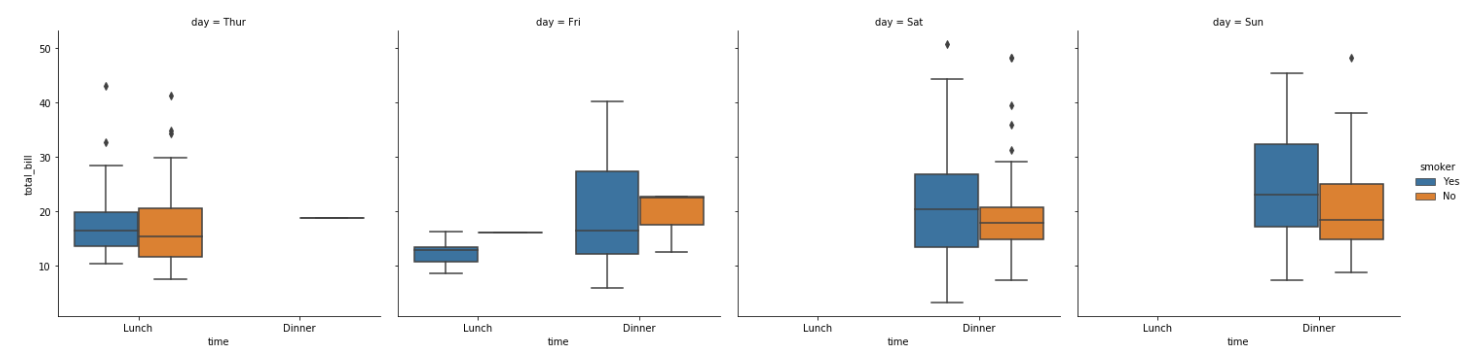 day = Thur
day = Fri
day = Sat
day = Sun
total_bill
50
40
30
20
10
Lunch
Dinner
time
Lunch
Dinner
time
Lunch
Dinner
time
Lunch
Dinner
time
smoker
Yes
No